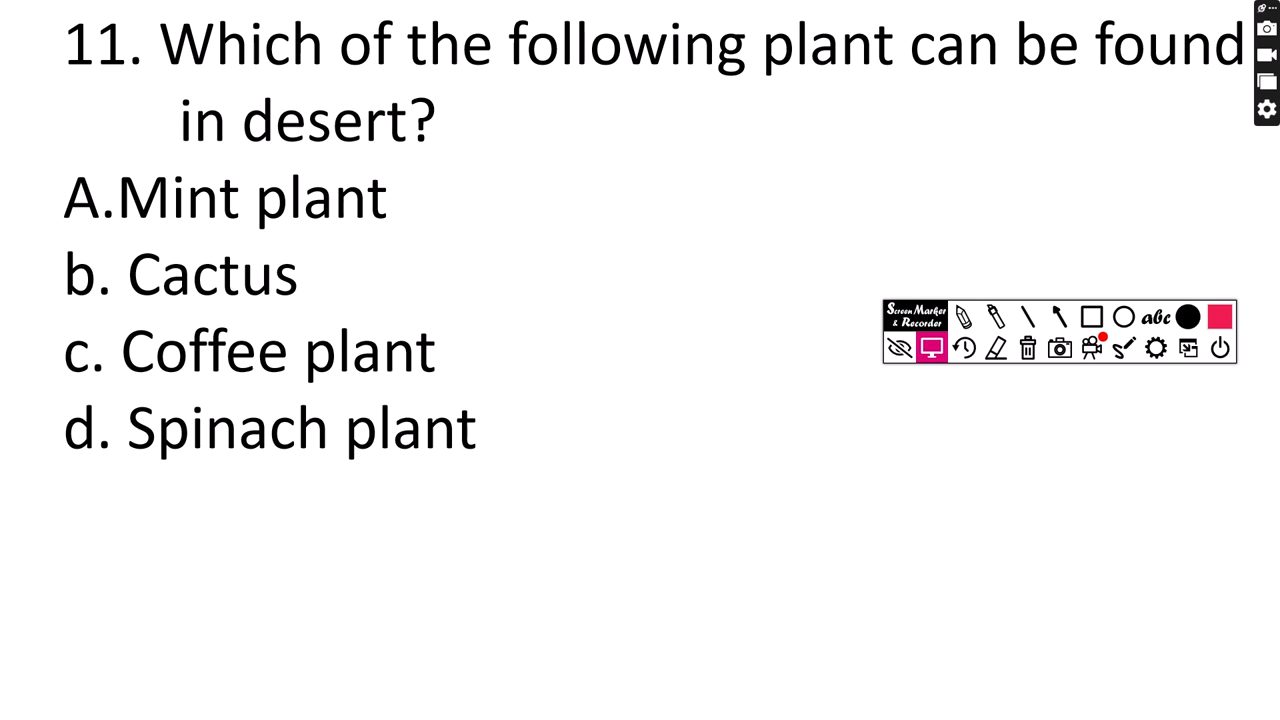 11. Which of the following plant can be found
in desert?
A.Mint plant
b. Cactus
c. Coffee plant
d. Spinach plant
Screen Marker
& Recorder
abc